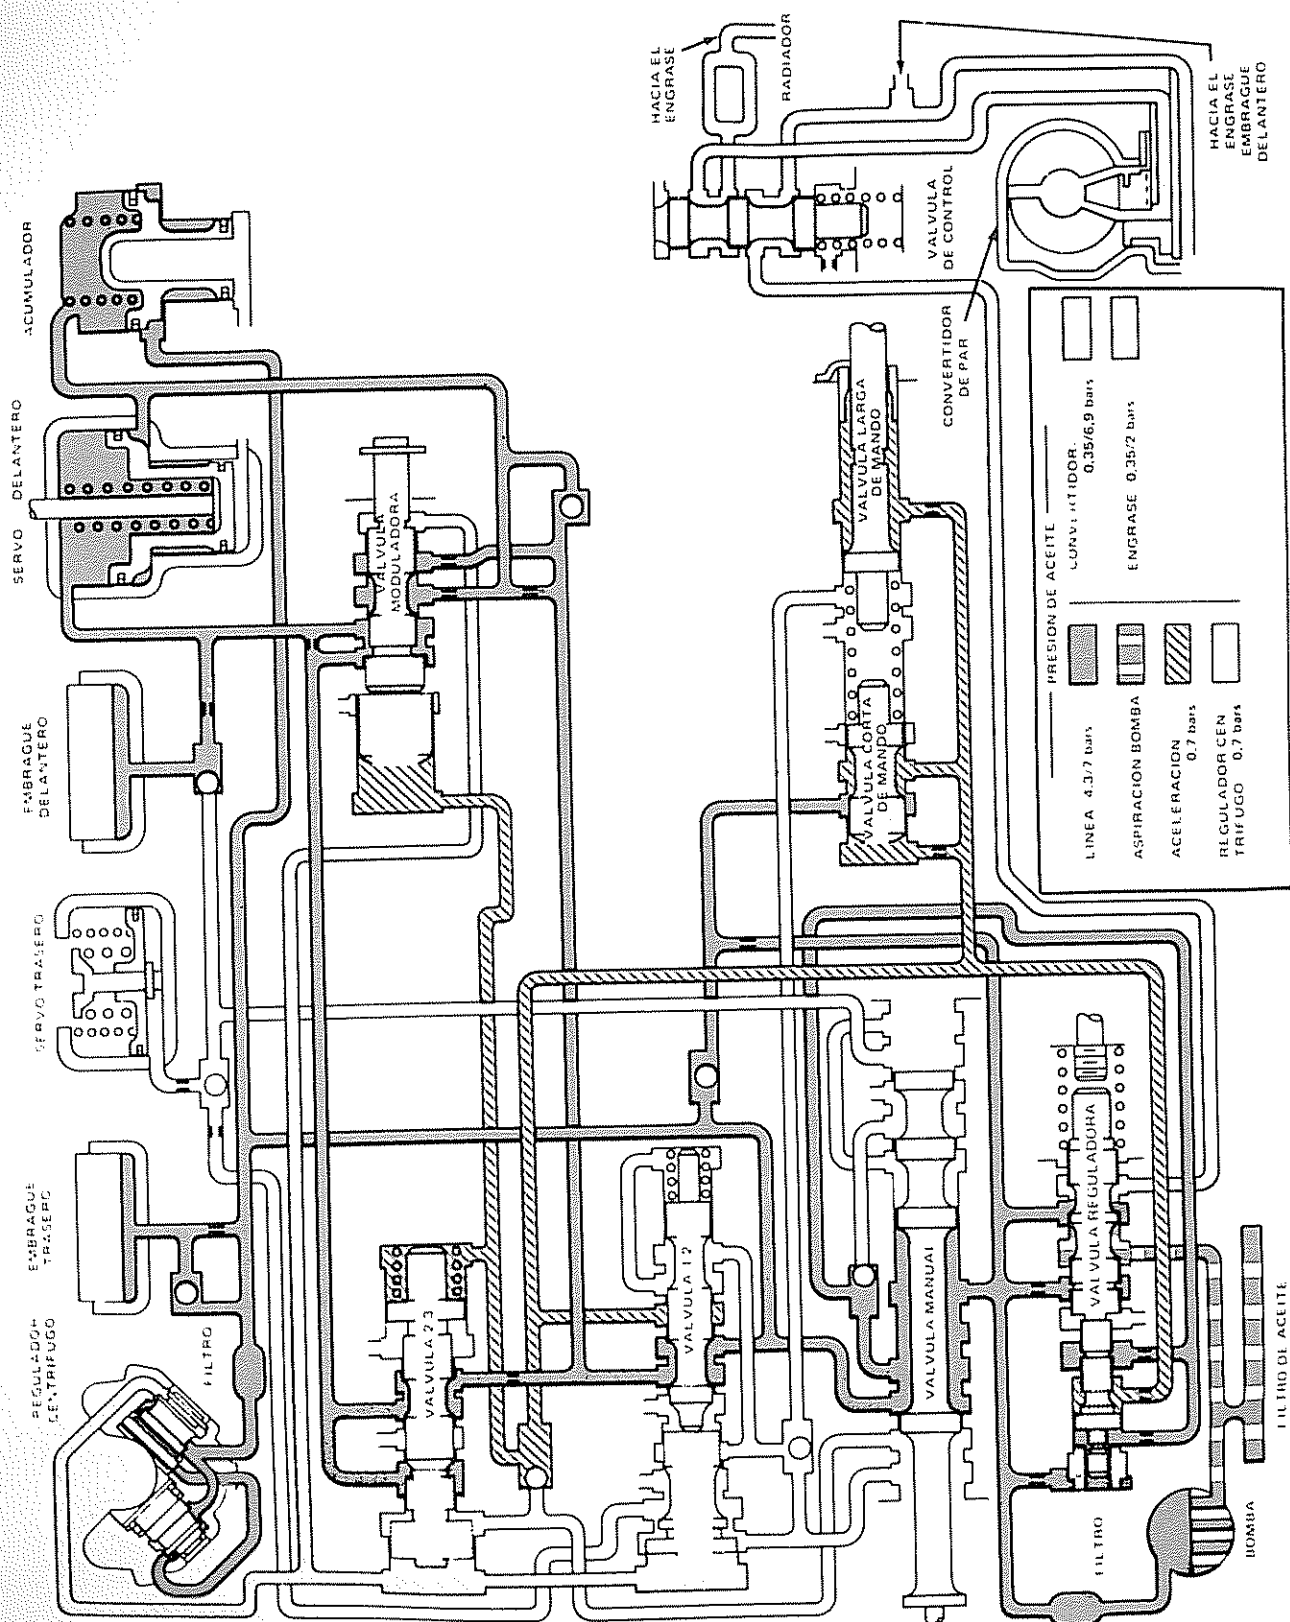 REGULADOR
CENTRIFUGO
FILTRO
EMBRAGUE
TRASERO
SERVO TRASERO
EMBRAGUE
DELANTERO
SERVO DELANTERO
ACUMULADOR
VALVULA 2 3
VALVULA
MODULADORA
VALVULA 1 2
VALVULA CORTA
DE MANDO
VALVULA LARGA
DE MANDO
VALVULA
DE CONTROL
HACIA EL
ENGRASE
RADIADOR
HACIA EL
ENGRASE
EMBRAGUE
DELANTERO
CONVERTIDOR
DE PAR
VALVULA MANUAL
VALVULA REGULADORA
FILTRO
BOMBA
FILTRO DE ACEITE
PRESION DE ACEITE
LINEA 4.3/7 bars
ASPIRACION BOMBA
ACELERACION
0.7 bars
REGULADOR CEN
TRIFUGO 0.7 bars
CONVERTIDOR.
0,35/6,9 bars
ENGRASE 0,35/2 bars